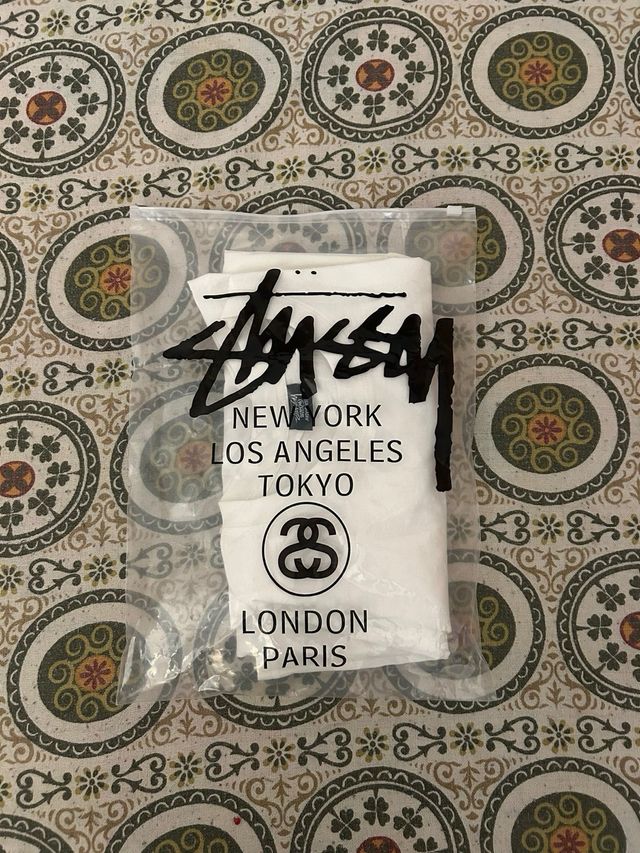 Stüssy
NEW YORK
LOS ANGELES
TOKYO
LONDON
PARIS